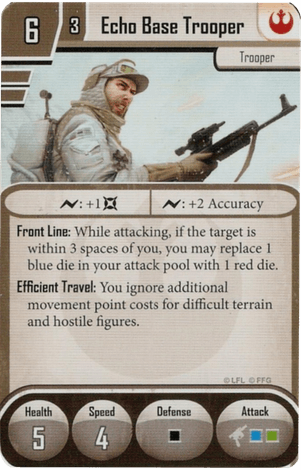 6 3 Echo Base Trooper
Trooper
: +1 : +2 Accuracy
Front Line: While attacking, if the target is
within 3 spaces of you, you may replace 1
blue die in your attack pool with 1 red die.
Efficient Travel: You ignore additional
movement point costs for difficult terrain
and hostile figures.
© LFL © FFG
Health Speed Defense Attack
5 4